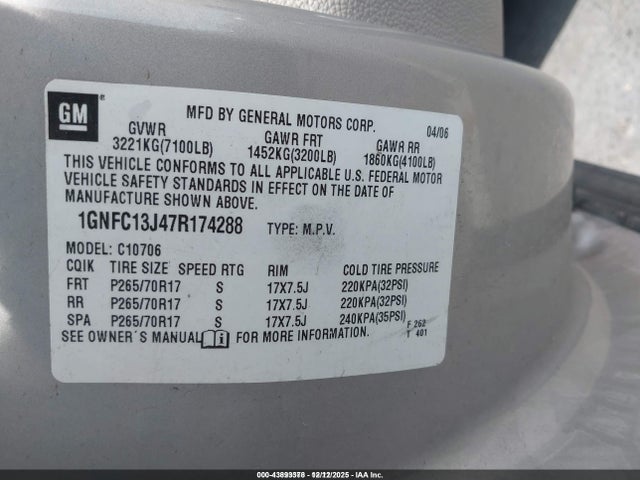 GM ®
MFD BY GENERAL MOTORS CORP. 04/06
GVWR GAWR FRT GAWR RR
3221KG(7100LB) 1452KG(3200LB) 1860KG(4100LB)
THIS VEHICLE CONFORMS TO ALL APPLICABLE U.S. FEDERAL MOTOR
VEHICLE SAFETY STANDARDS IN EFFECT ON THE DATE OF
MANUFACTURE SHOWN ABOVE.
1GNFC13J47R174288 TYPE: M.P.V.
MODEL: C10706
CQIK TIRE SIZE SPEED RTG RIM COLD TIRE PRESSURE
FRT P265/70R17 S 17X7.5J 220KPA(32PSI)
RR P265/70R17 S 17X7.5J 220KPA(32PSI)
SPA P265/70R17 S 17X7.5J 240KPA(35PSI)
SEE OWNER´S MANUAL i FOR MORE INFORMATION.
F 262
T 401
000-43893578 - 12/12/2025 - IAA Inc.